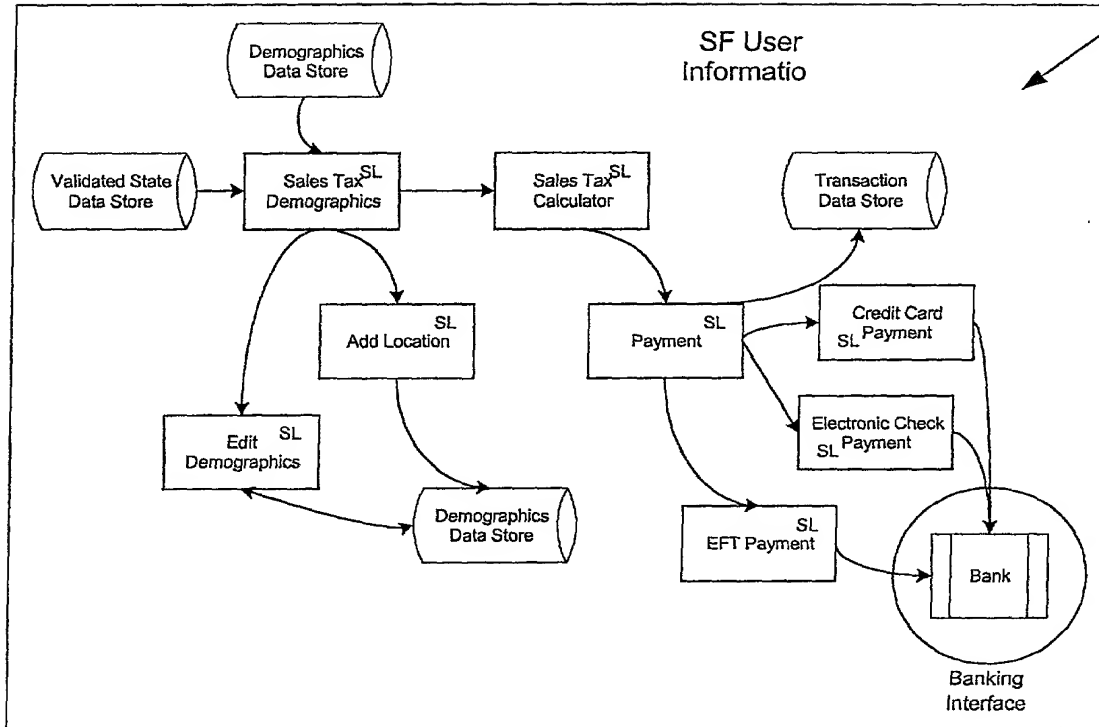 SF User
Informatio
Demographics
Data Store
Validated State
Data Store
SL
Sales Tax
Demographics
SL
Sales Tax
Calculator
Transaction
Data Store
SL
Add Location
SL
Payment
Credit Card
SL Payment
Edit SL
Demographics
Electronic Check
SL Payment
Demographics
Data Store
SL
EFT Payment
Bank
Banking
Interface